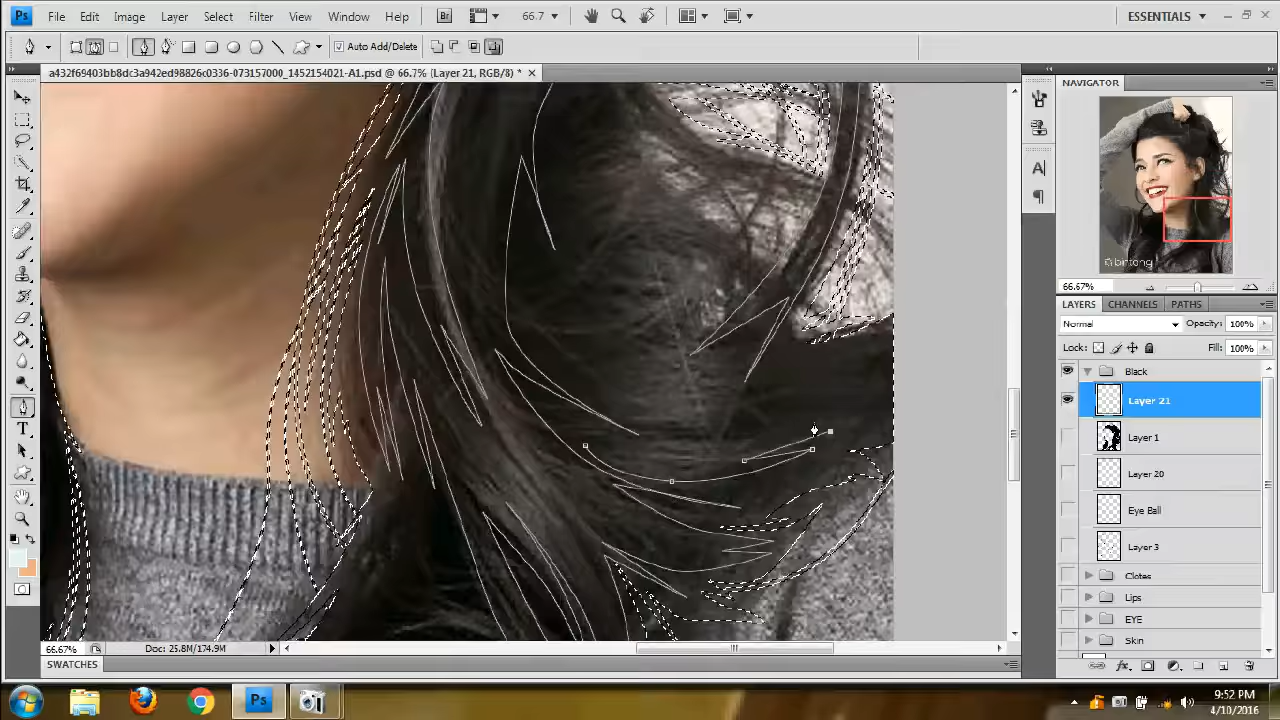 Ps File Edit Image Layer Select Filter View Window Help Br 66.7 ESSENTIALS
Auto Add/Delete
a432f69403bb8dc3a942ed98826c0336-073157000_1452154021-A1.psd @ 66.7% (Layer 21, RGB/8) *
NAVIGATOR
bintang
66.67%
LAYERS CHANNELS PATHS
Normal Opacity: 100%
Lock: Fill: 100%
Black
Layer 21
Layer 1
Layer 20
Eye Ball
Layer 3
Clotes
Lips
EYE
Skin
66.67% Doc: 25.8M/174.9M
SWATCHES
Ps
9:52 PM
4/10/2016